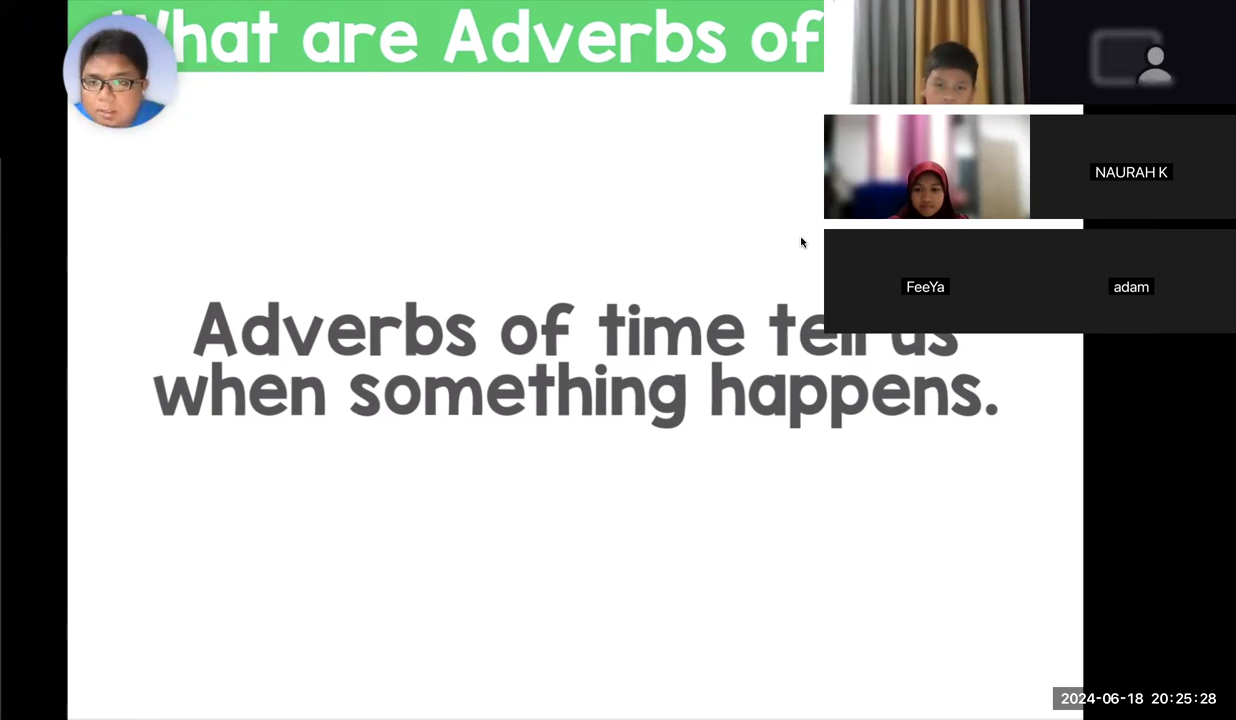 What are Adverbs of
NAURAH K
FeeYa
adam
Adverbs of time tell us
when something happens.
2024-06-18 20:25:28